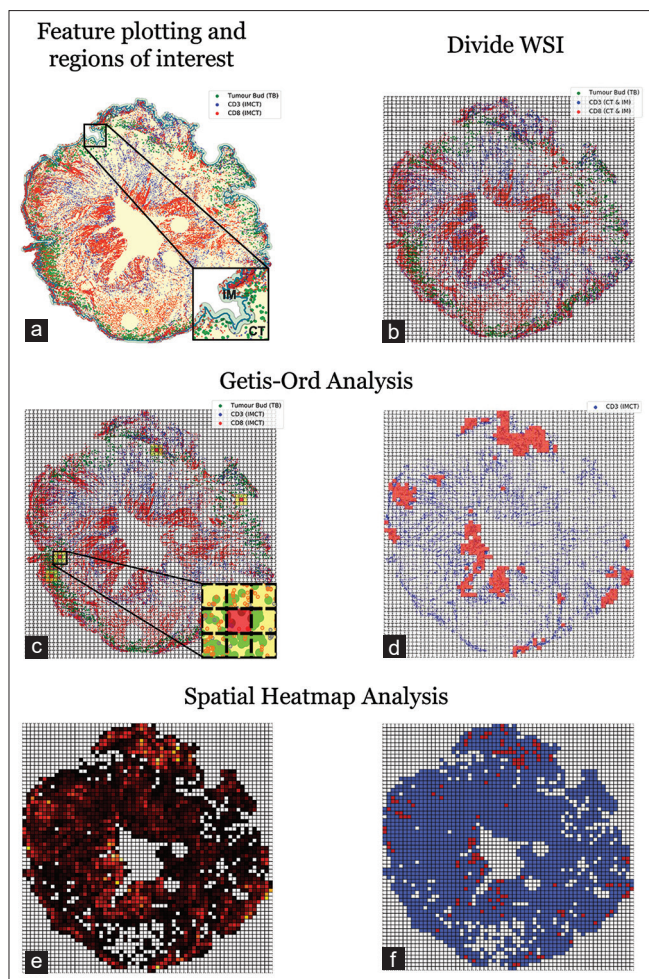 Feature plotting and
regions of interest
Divide WSI
Tumour Bud (TB)
CD3 (IMCT)
CD8 (IMCT)
IM
CT
a
Tumour Bud (TB)
CD3 (CT & IM)
CD8 (CT & IM)
b
Getis-Ord Analysis
Tumour Bud (TB)
CD3 (IMCT)
CD8 (IMCT)
c
CD3 (IMCT)
d
Spatial Heatmap Analysis
e
f